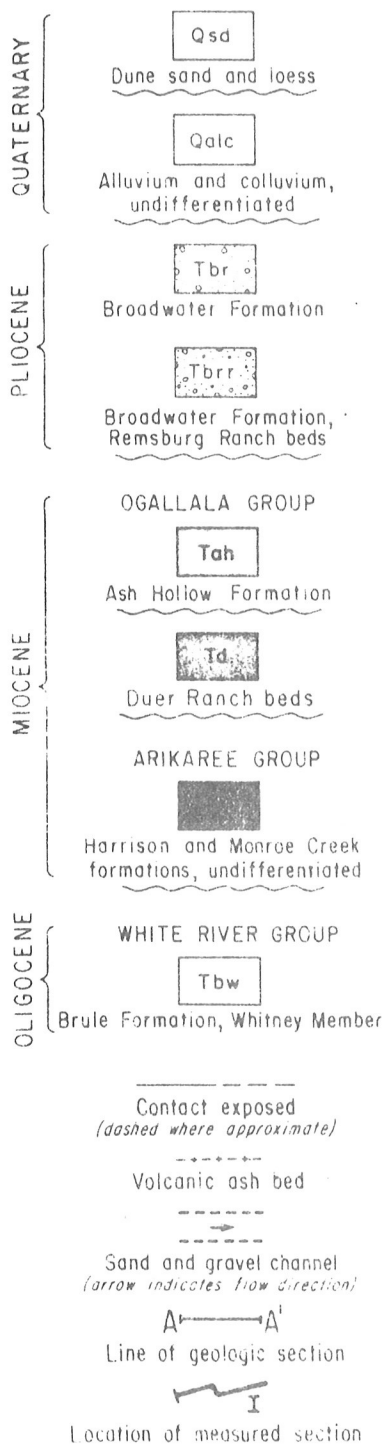 QUATERNARY
Qsd
Dune sand and loess
Qalc
Alluvium and colluvium,
undifferentiated
PLIOCENE
Tbr
Broadwater Formation
Tbrr
Broadwater Formation,
Remsburg Ranch beds
MIOCENE
OGALLALA GROUP
Tah
Ash Hollow Formation
Td
Duer Ranch beds
ARIKAREE GROUP
Harrison and Monroe Creek
formations, undifferentiated
OLIGOCENE
WHITE RIVER GROUP
Tbw
Brule Formation, Whitney Member
Contact exposed
(dashed where approximate)
Volcanic ash bed
Sand and gravel channel
(arrow indicates flow direction)
A A'
Line of geologic section
I
Location of measured section